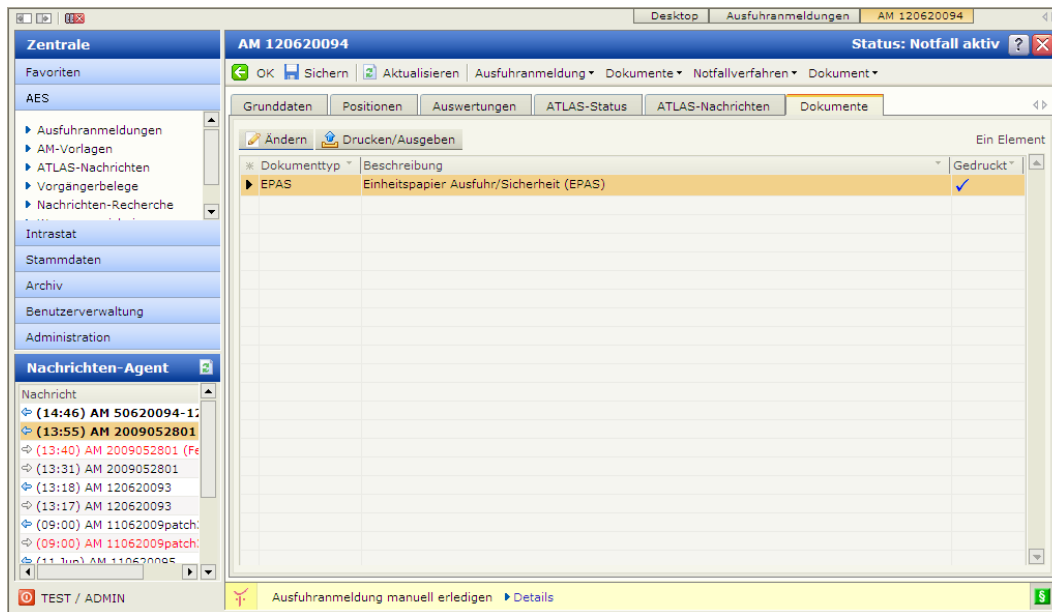 Desktop Ausfuhranmeldungen AM 120620094
Zentrale
Favoriten
AES
Ausfuhranmeldungen
AM-Vorlagen
ATLAS-Nachrichten
Vorgängerbelege
Nachrichten-Recherche
Intrastat
Stammdaten
Archiv
Benutzerverwaltung
Administration
Nachrichten-Agent
Nachricht
(14:46) AM 50620094-12
(13:55) AM 2009052801
(13:40) AM 2009052801 (Fe
(13:31) AM 2009052801
(13:18) AM 120620093
(13:17) AM 120620093
(09:00) AM 11062009patch
(09:00) AM 11062009patch
(11 Jun) AM 110620095
TEST / ADMIN
AM 120620094 Status: Notfall aktiv ?
OK Sichern Aktualisieren Ausfuhranmeldung Dokumente Notfallverfahren Dokument
Grunddaten Positionen Auswertungen ATLAS-Status ATLAS-Nachrichten Dokumente
Ändern Drucken/Ausgeben Ein Element
Dokumenttyp Beschreibung Gedruckt
EPAS Einheitspapier Ausfuhr/Sicherheit (EPAS)
Ausfuhranmeldung manuell erledigen Details §